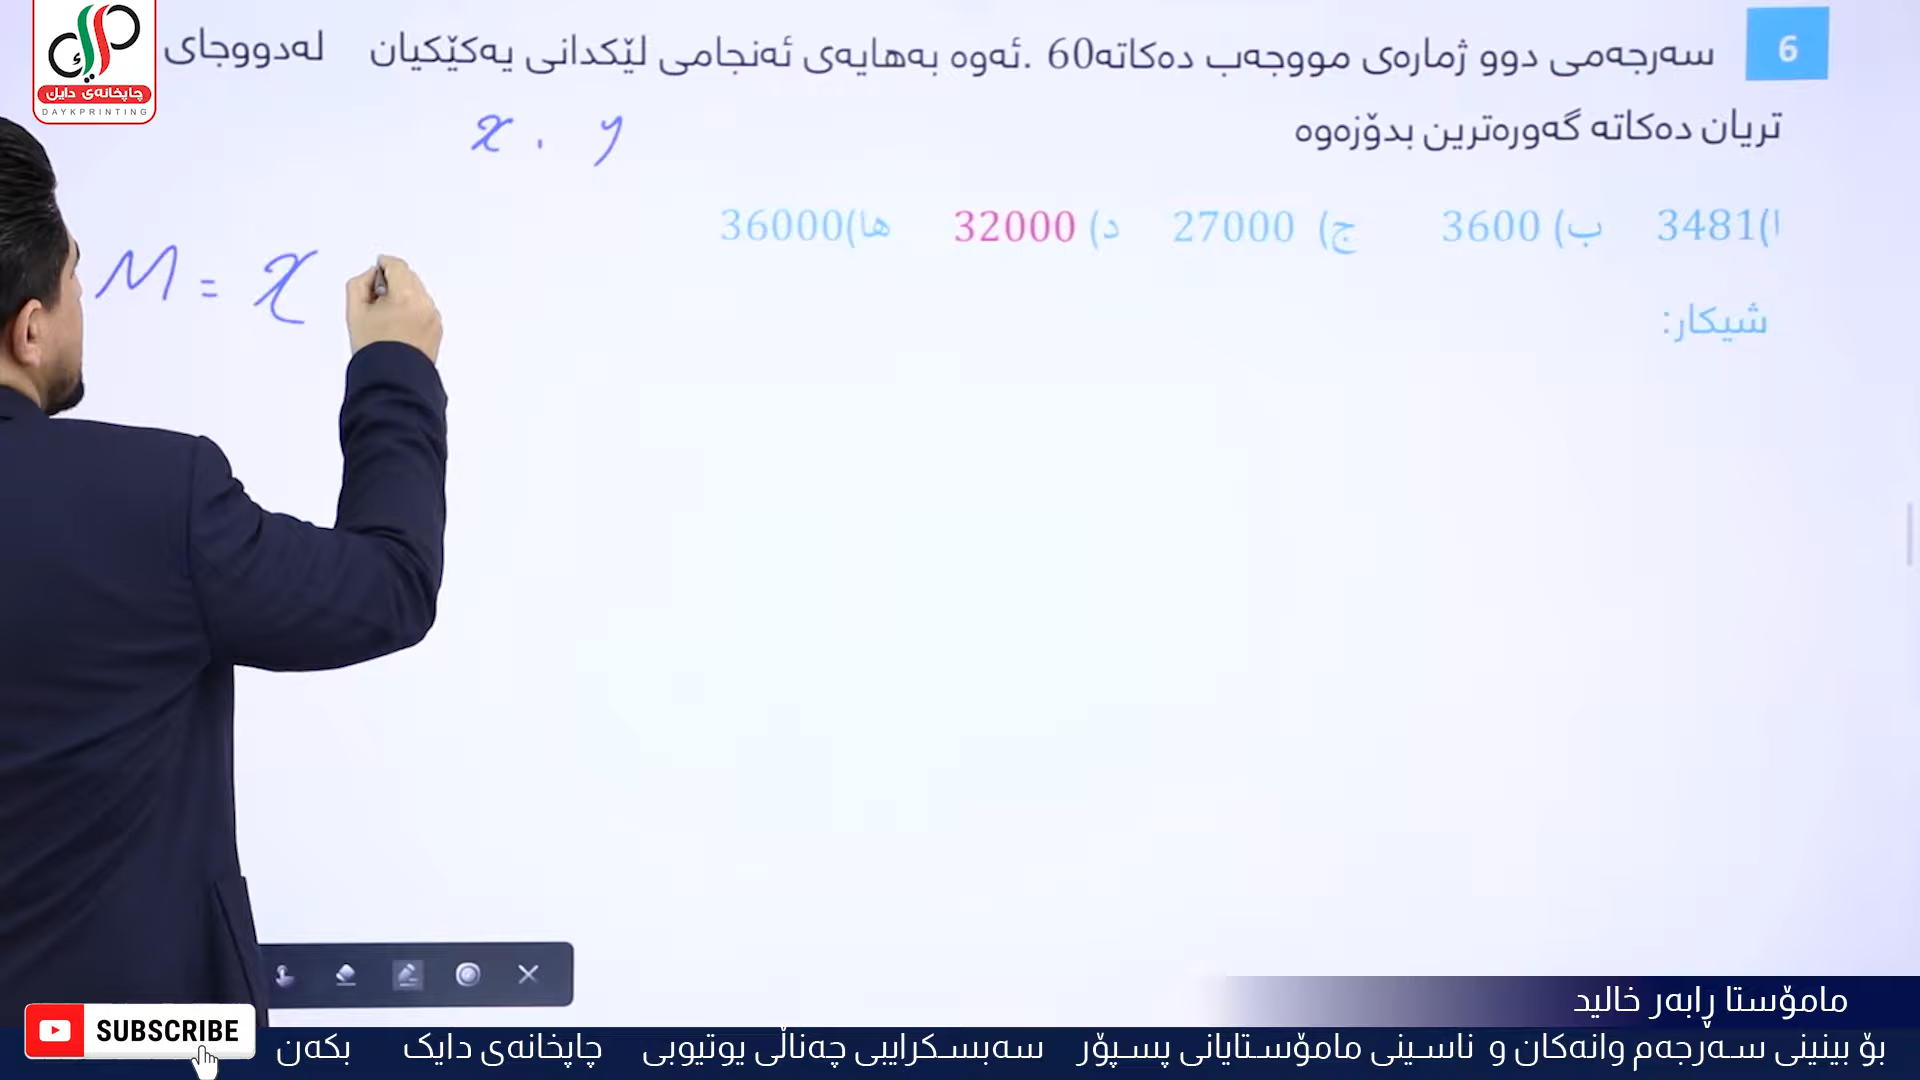 چاپخانەی دایك
DAYKPRINTING
6
سەرجەمی دوو ژمارەی مووجەب دەکاتە60 .ئەوە بەهایەی ئەنجامی لێکدانی یەکێکیان لەدووجای
تریان دەکاتە گەورەترین بدۆزەوە
x . y
ا)3481 ب) 3600 ج) 27000 د) 32000 ها)36000
M = x
شیکار:
مامۆستا ڕابەر خالید
SUBSCRIBE
بۆ بینینی سەرجەم وانەکان و ناسینی مامۆستایانی پسپۆر سەبسکرایبی چەناڵی یوتیوبی چاپخانەی دایک بکەن